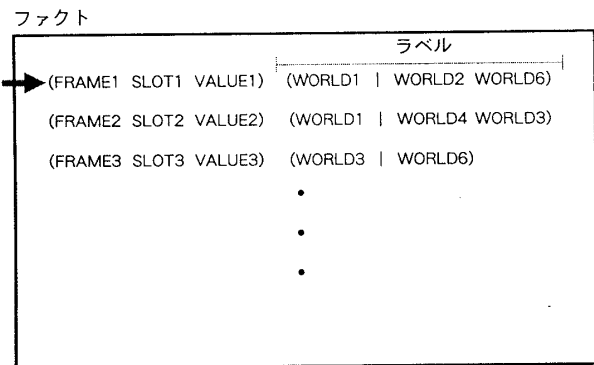 ファクト
ラベル
(FRAME1 SLOT1 VALUE1) (WORLD1 | WORLD2 WORLD6)
(FRAME2 SLOT2 VALUE2) (WORLD1 | WORLD4 WORLD3)
(FRAME3 SLOT3 VALUE3) (WORLD3 | WORLD6)